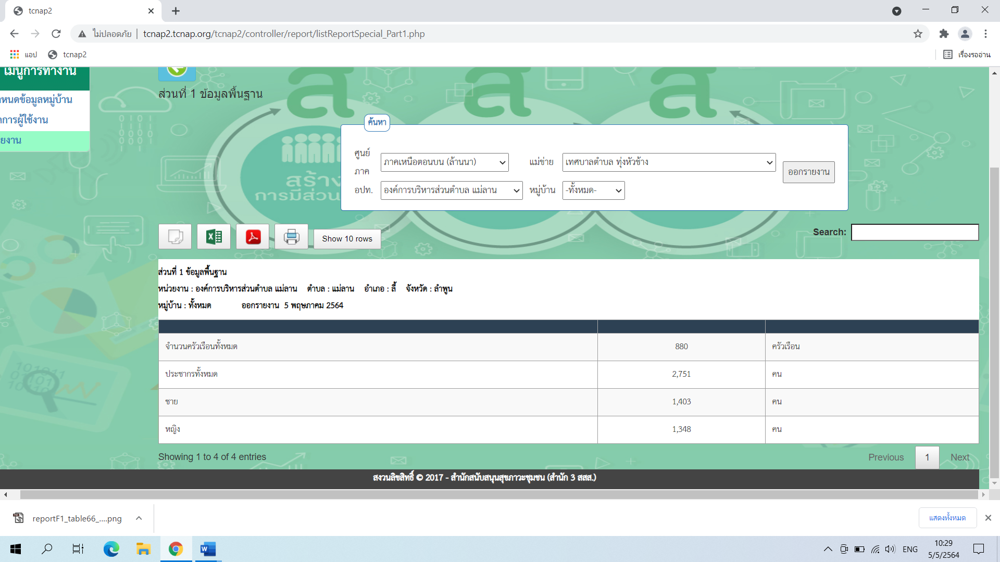 tcnap2
ไม่ปลอดภัย | tcnap2.tcnap.org/tcnap2/controller/report/listReportSpecial_Part1.php
แอป tcnap2 เรื่องรออ่าน
เมนูการทำงาน
หนดข้อมูลหมู่บ้าน
การผู้ใช้งาน
ยงาน
ส่วนที่ 1 ข้อมูลพื้นฐาน
ส ส ส
สร้าง
การมีส่วน
ค้นหา
ศูนย์ภาค ภาคเหนือตอนบน (ล้านนา) แม่ข่าย เทศบาลตำบล ทุ่งหัวช้าง
อปท. องค์การบริหารส่วนตำบล แม่ลาน หมู่บ้าน -ทั้งหมด-
ออกรายงาน
Show 10 rows Search:
ส่วนที่ 1 ข้อมูลพื้นฐาน
หน่วยงาน : องค์การบริหารส่วนตำบล แม่ลาน ตำบล : แม่ลาน อำเภอ : ลี้ จังหวัด : ลำพูน
หมู่บ้าน : ทั้งหมด ออกรายงาน 5 พฤษภาคม 2564
จำนวนครัวเรือนทั้งหมด 880 ครัวเรือน
ประชากรทั้งหมด 2,751 คน
ชาย 1,403 คน
หญิง 1,348 คน
Showing 1 to 4 of 4 entries Previous 1 Next
สงวนลิขสิทธิ์ © 2017 - สำนักสนับสนุนสุขภาวะชุมชน (สำนัก 3 สสส.)
reportF1_table66_....png แสดงทั้งหมด
ENG 10:29
5/5/2564